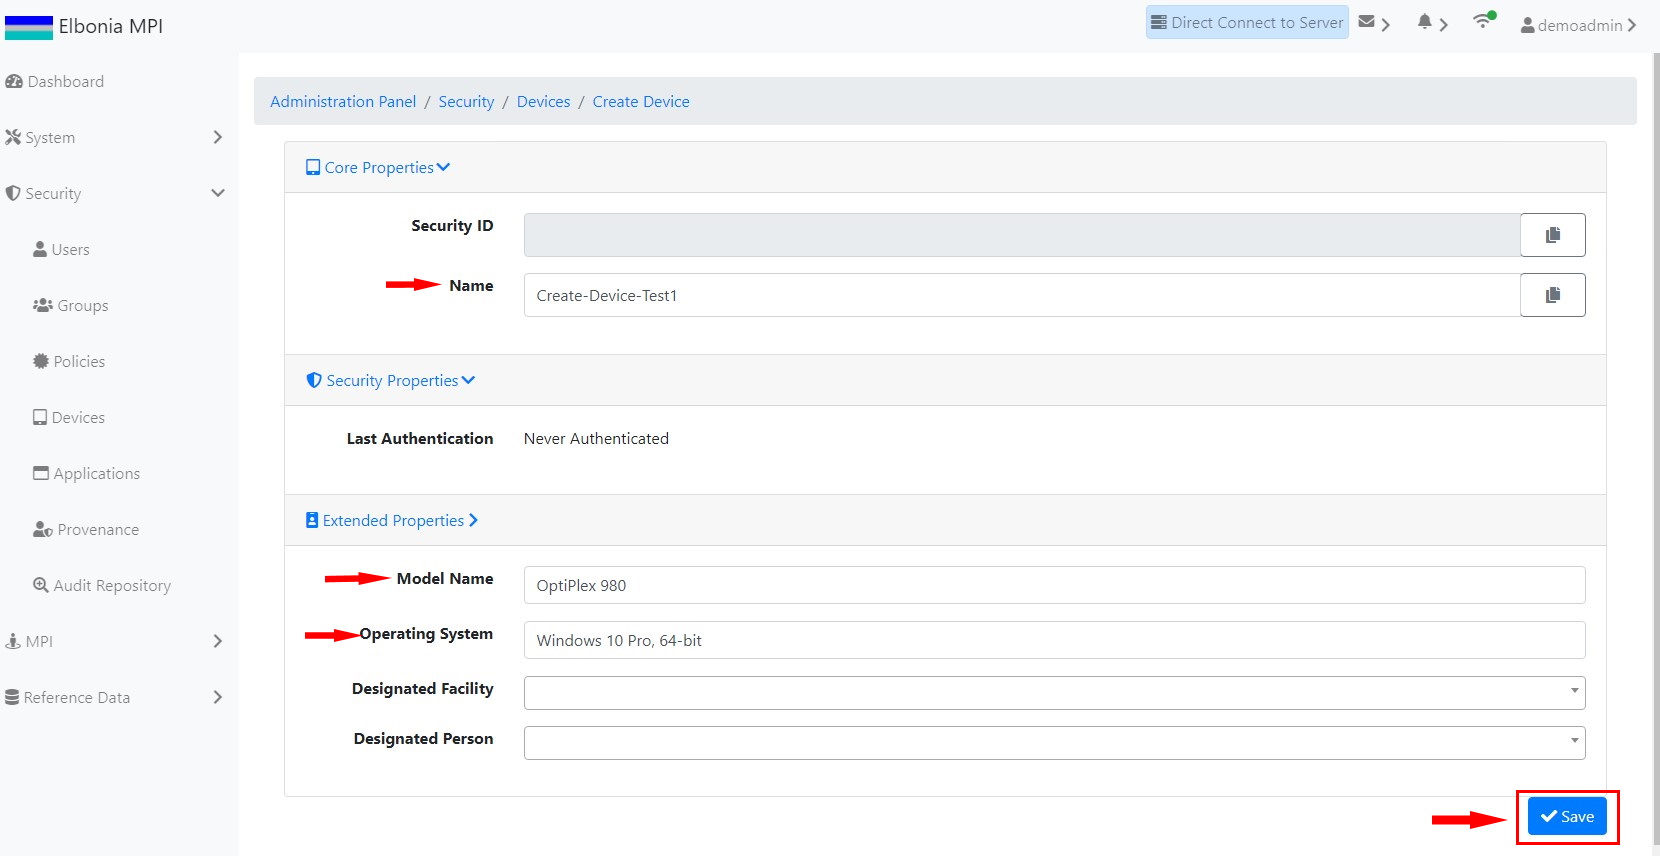 Elbonia MPI
Direct Connect to Server
demoadmin
Dashboard
System
Security
Users
Groups
Policies
Devices
Applications
Provenance
Audit Repository
MPI
Reference Data
Administration Panel / Security / Devices / Create Device
Core Properties
Security ID
Name
Create-Device-Test1
Security Properties
Last Authentication
Never Authenticated
Extended Properties
Model Name
OptiPlex 980
Operating System
Windows 10 Pro, 64-bit
Designated Facility
Designated Person
Save